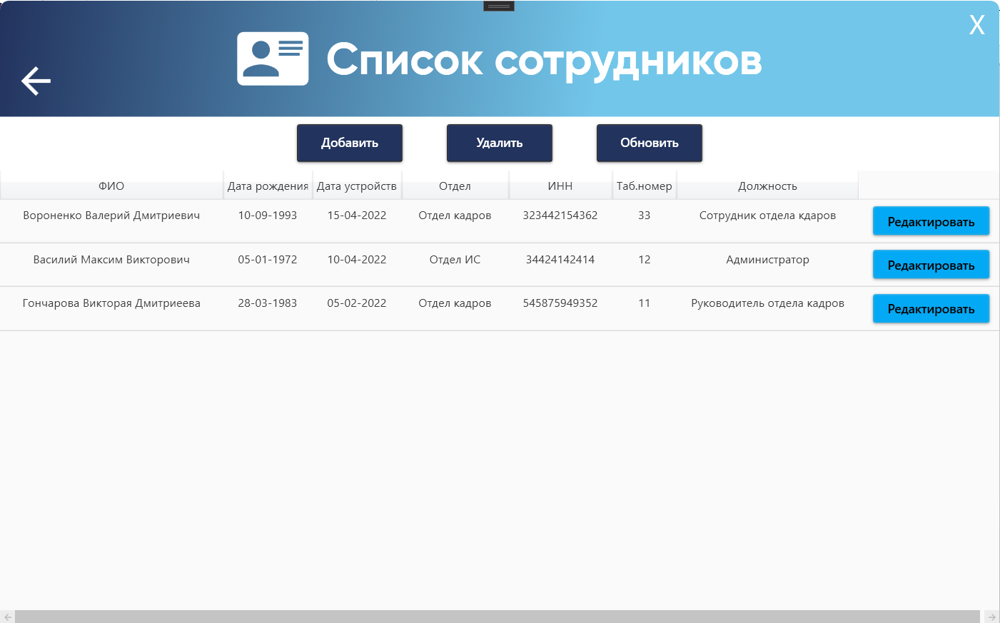 X
Список сотрудников
Добавить Удалить Обновить
ФИО Дата рождения Дата устройств Отдел ИНН Таб.номер Должность
Вороненко Валерий Дмитриевич 10-09-1993 15-04-2022 Отдел кадров 323442154362 33 Сотрудник отдела кдаров Редактировать
Василий Максим Викторович 05-01-1972 10-04-2022 Отдел ИС 34424142414 12 Администратор Редактировать
Гончарова Викторая Дмитриеева 28-03-1983 05-02-2022 Отдел кадров 545875949352 11 Руководитель отдела кадров Редактировать